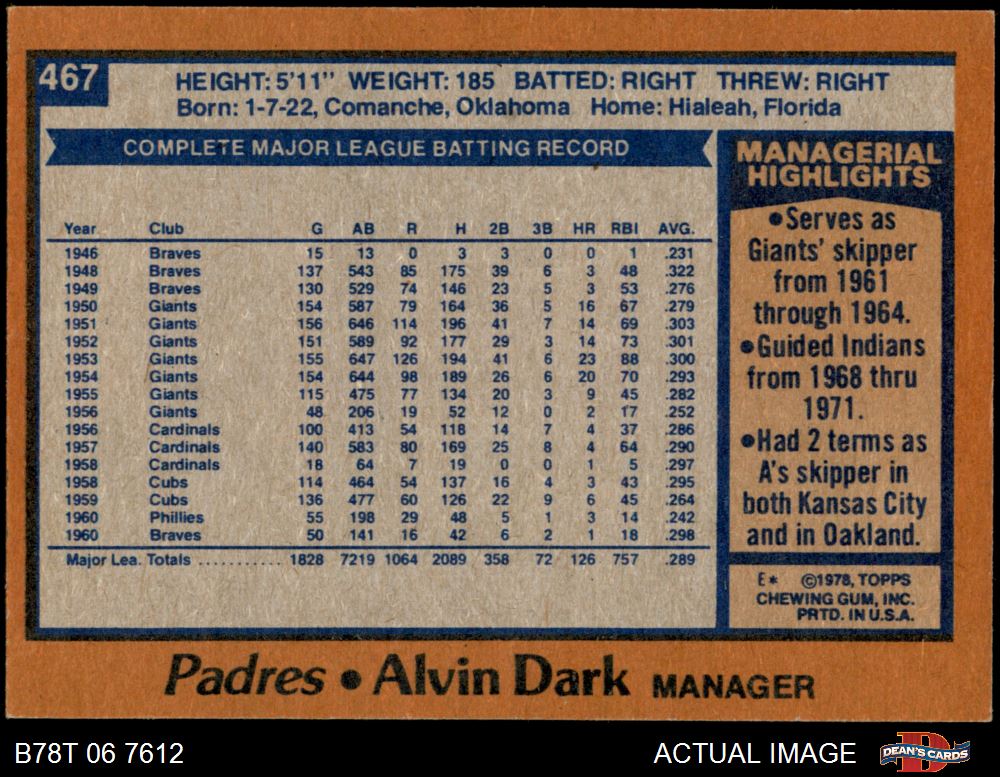 467
HEIGHT: 5'11" WEIGHT: 185 BATTED: RIGHT THREW: RIGHT
Born: 1-7-22, Comanche, Oklahoma Home: Hialeah, Florida
COMPLETE MAJOR LEAGUE BATTING RECORD
Year Club G AB R H 2B 3B HR RBI AVG.
1946 Braves 15 13 0 3 3 0 0 1 .231
1948 Braves 137 543 85 175 39 6 3 48 .322
1949 Braves 130 529 74 146 23 5 3 53 .276
1950 Giants 154 587 79 164 36 5 16 67 .279
1951 Giants 156 646 114 196 41 7 14 69 .303
1952 Giants 151 589 92 177 29 3 14 73 .301
1953 Giants 155 647 126 194 41 6 23 88 .300
1954 Giants 154 644 98 189 26 6 20 70 .293
1955 Giants 115 475 77 134 20 3 9 45 .282
1956 Giants 48 206 19 52 12 0 2 17 .252
1956 Cardinals 100 413 54 118 14 7 4 37 .286
1957 Cardinals 140 583 80 169 25 8 4 64 .290
1958 Cardinals 18 64 7 19 0 0 1 5 .297
1958 Cubs 114 464 54 137 16 4 3 43 .295
1959 Cubs 136 477 60 126 22 9 6 45 .264
1960 Phillies 55 198 29 48 5 1 3 14 .242
1960 Braves 50 141 16 42 6 2 1 18 .298
Major Lea. Totals ........... 1828 7219 1064 2089 358 72 126 757 .289
MANAGERIAL
HIGHLIGHTS
•Serves as
Giants' skipper
from 1961
through 1964.
•Guided Indians
from 1968 thru
1971.
•Had 2 terms as
A's skipper in
both Kansas City
and in Oakland.
E* ©1978, TOPPS
CHEWING GUM, INC.
PRTD. IN U.S.A.
Padres • Alvin Dark MANAGER
B78T 06 7612 ACTUAL IMAGE DEAN'S CARDS